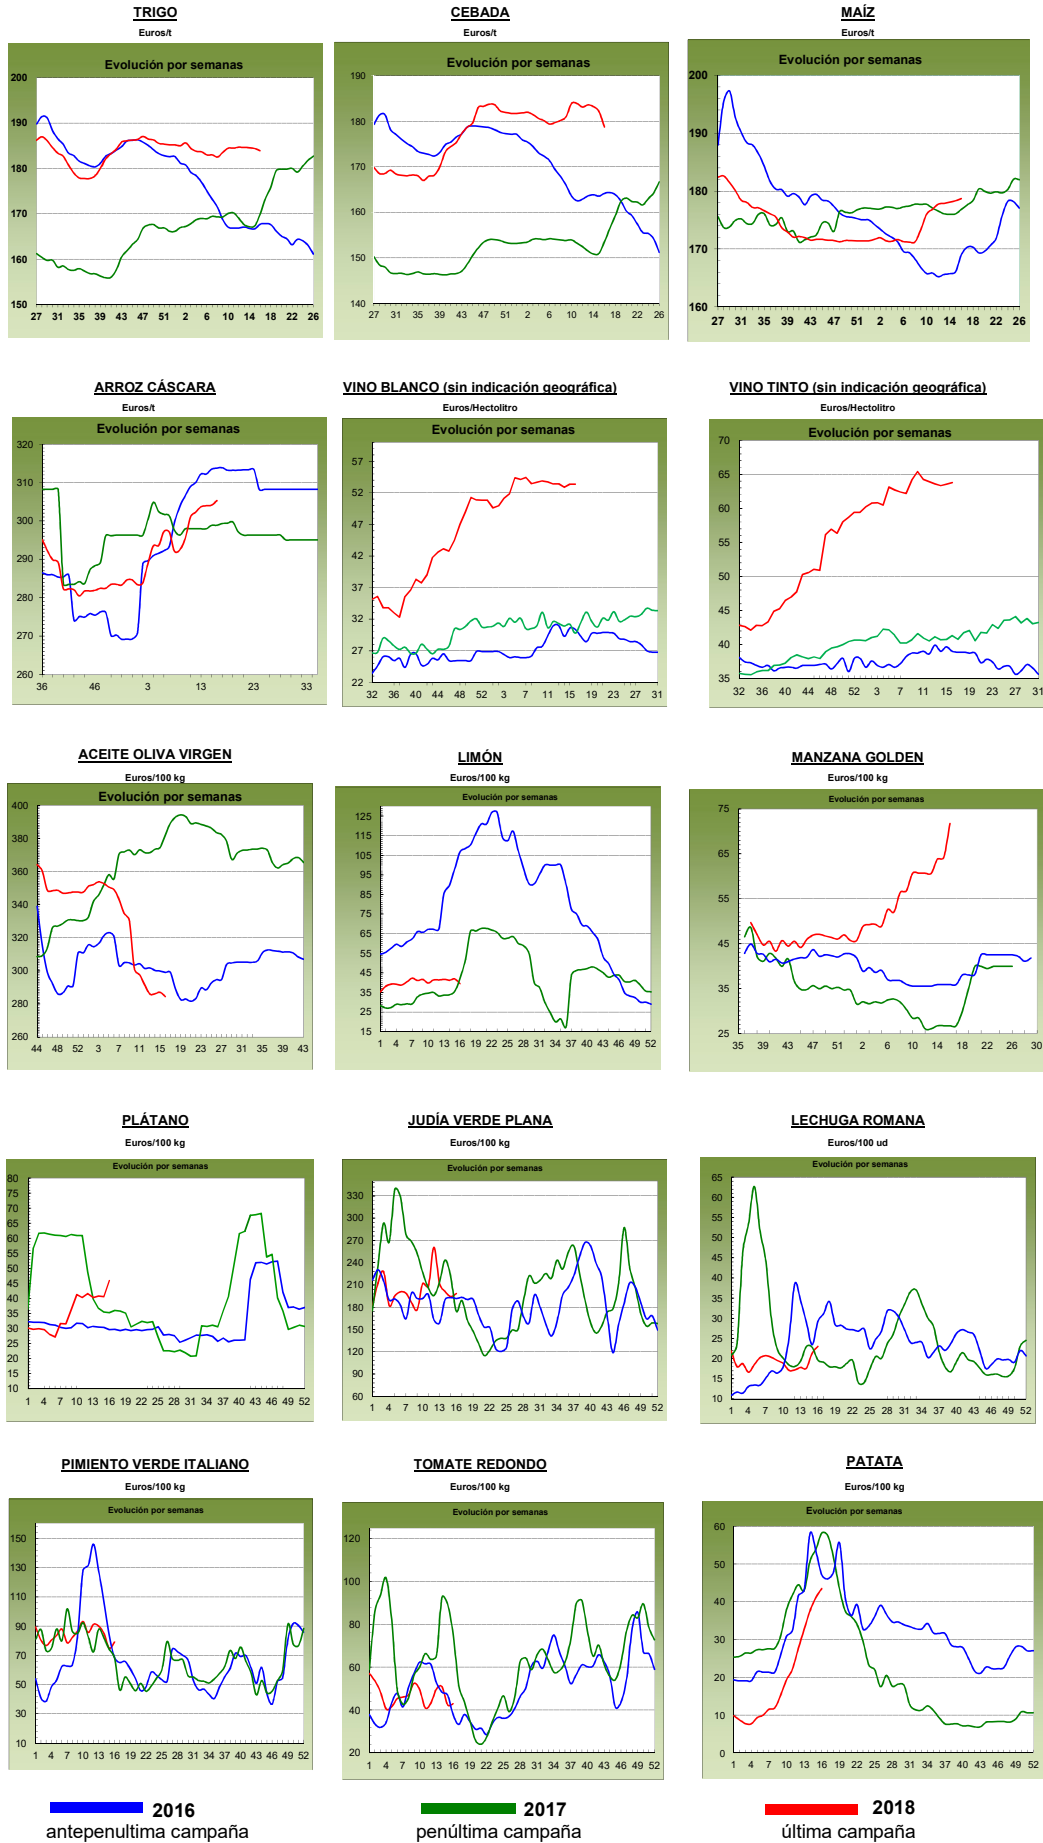 TRIGO
Euros/t
Evolución por semanas
200
190
180
170
160
150
27 31 35 39 43 47 51 2 6 10 14 18 22 26
CEBADA
Euros/t
Evolución por semanas
190
180
170
160
150
140
27 31 35 39 43 47 51 2 6 10 14 18 22 26
MAÍZ
Euros/t
Evolución por semanas
200
190
180
170
160
27 31 35 39 43 47 51 2 6 10 14 18 22 26
ARROZ CÁSCARA
Euros/t
Evolución por semanas
320
310
300
290
280
270
260
36 46 3 13 23 33
VINO BLANCO (sin indicación geográfica)
Euros/Hectolitro
Evolución por semanas
57
52
47
42
37
32
27
22
32 36 40 44 48 52 3 7 11 15 19 23 27 31
VINO TINTO (sin indicación geográfica)
Euros/Hectolitro
Evolución por semanas
70
65
60
55
50
45
40
35
32 36 40 44 48 52 3 7 11 15 19 23 27 31
ACEITE OLIVA VIRGEN
Euros/100 kg
Evolución por semanas
400
380
360
340
320
300
280
260
44 48 52 3 7 11 15 19 23 27 31 35 39 43
LIMÓN
Euros/100 kg
Evolución por semanas
125
105
85
65
45
35
25
15
1 4 7 10 13 16 19 22 25 28 31 34 37 40 43 46 49 52
MANZANA GOLDEN
Euros/100 kg
Evolución por semanas
75
65
55
45
35
25
35 39 43 47 51 2 6 10 14 18 22 26 30
PLÁTANO
Euros/100 kg
Evolución por semanas
80
75
70
65
60
55
50
45
40
35
30
25
20
15
10
1 4 7 10 13 16 19 22 25 28 31 34 37 40 43 46 49 52
JUDÍA VERDE PLANA
Euros/100 kg
Evolución por semanas
330
300
270
240
210
180
150
120
90
60
1 4 7 10 13 16 19 22 25 28 31 34 37 40 43 46 49 52
LECHUGA ROMANA
Euros/100 ud
Evolución por semanas
65
60
55
50
45
40
35
30
25
20
15
10
1 4 7 10 13 16 19 22 25 28 31 34 37 40 43 46 49 52
PIMIENTO VERDE ITALIANO
Euros/100 kg
Evolución por semanas
150
130
110
90
70
50
30
10
1 4 7 10 13 16 19 22 25 28 31 34 37 40 43 46 49 52
TOMATE REDONDO
Euros/100 kg
Evolución por semanas
120
100
80
60
40
20
1 4 7 10 13 16 19 22 25 28 31 34 37 40 43 46 49 52
PATATA
Euros/100 kg
Evolución por semanas
60
50
40
30
20
10
0
1 4 7 10 13 16 19 22 25 28 31 34 37 40 43 46 49 52
2016
antepenultima campaña
2017
penúltima campaña
2018
última campaña